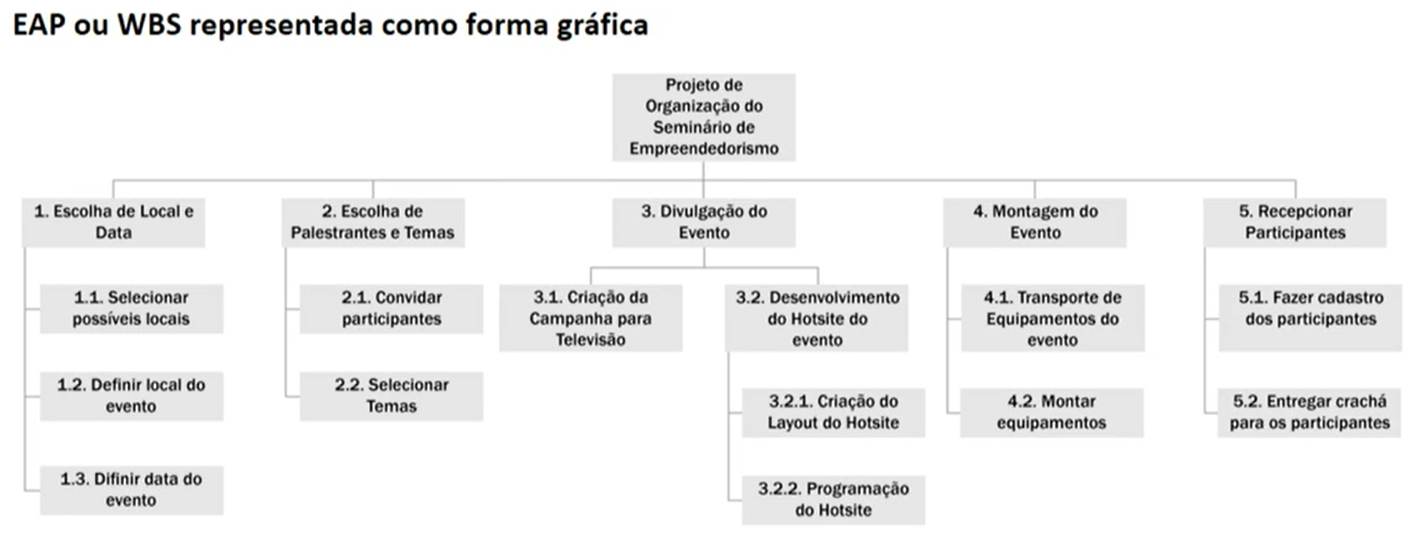 EAP ou WBS representada como forma gráfica
Projeto de
Organização do
Seminário de
Empreendedorismo
1. Escolha de Local e
Data
2. Escolha de
Palestrantes e Temas
3. Divulgação do
Evento
4. Montagem do
Evento
5. Recepcionar
Participantes
1.1. Selecionar
possíveis locais
1.2. Definir local do
evento
1.3. Difinir data do
evento
2.1. Convidar
participantes
2.2. Selecionar
Temas
3.1. Criação da
Campanha para
Televisão
3.2. Desenvolvimento
do Hotsite do
evento
3.2.1. Criação do
Layout do Hotsite
3.2.2. Programação
do Hotsite
4.1. Transporte de
Equipamentos do
evento
4.2. Montar
equipamentos
5.1. Fazer cadastro
dos participantes
5.2. Entregar crachá
para os participantes